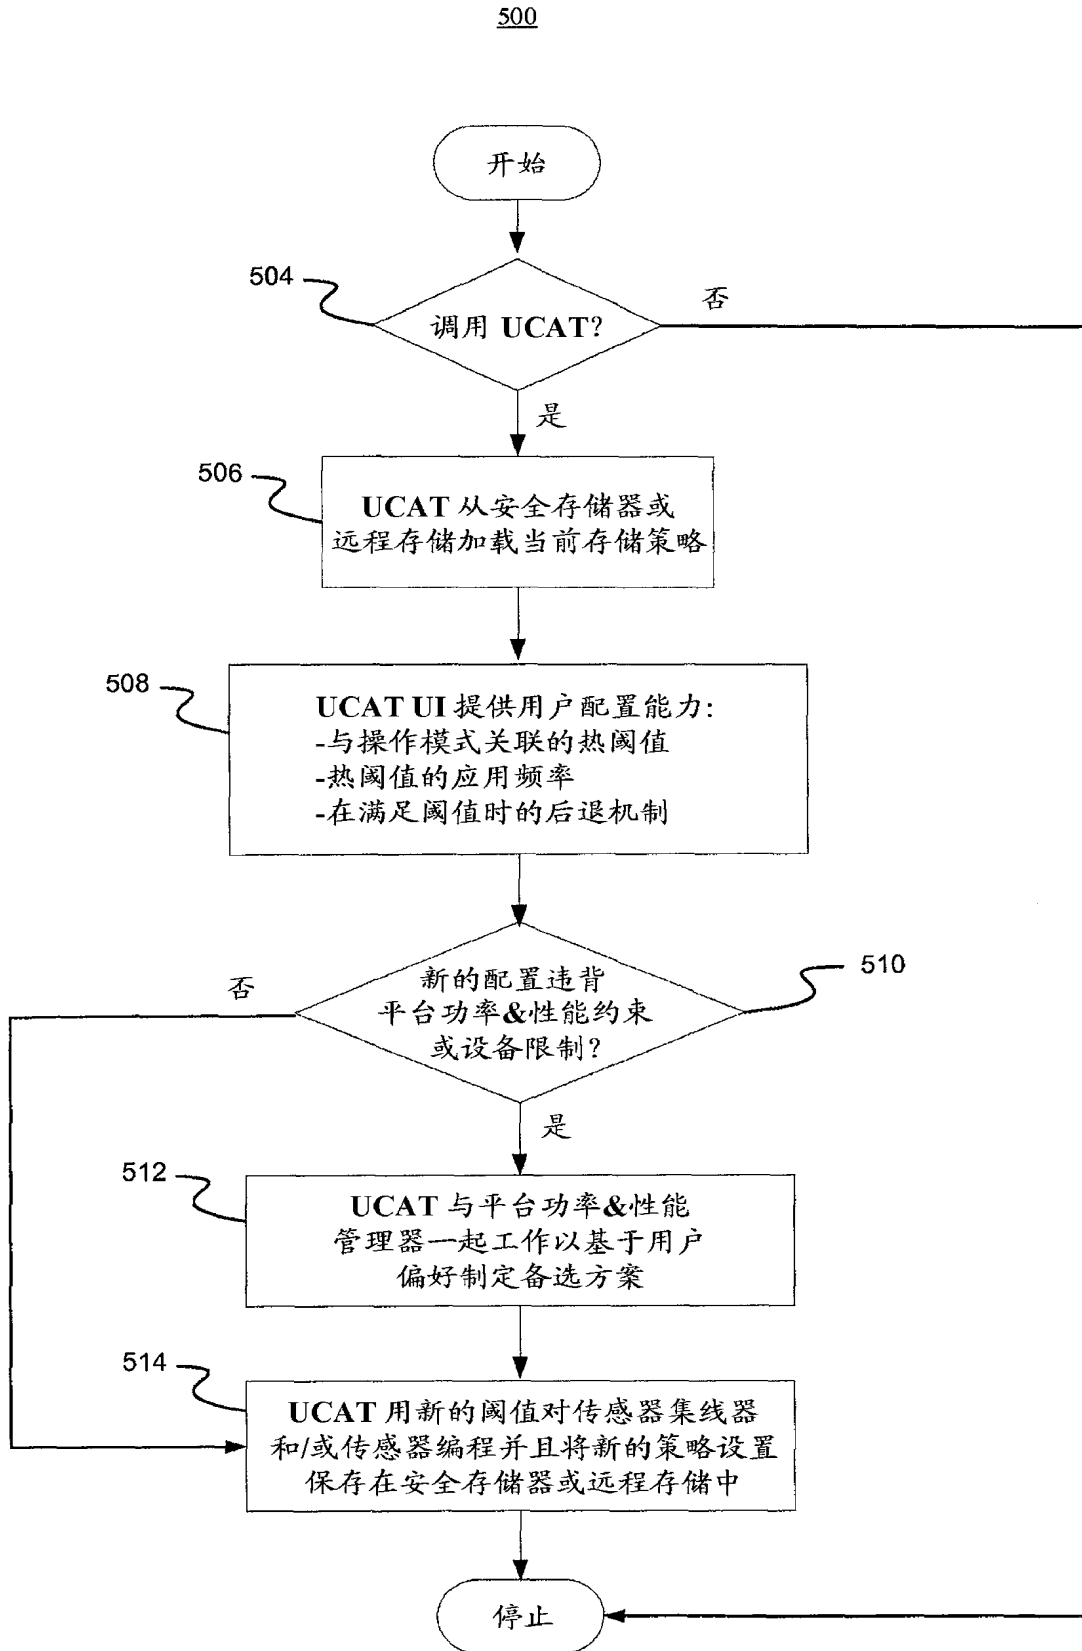 500
开始
504
调用 UCAT?
否
是
506
UCAT 从安全存储器或
远程存储加载当前存储策略
508
UCAT UI 提供用户配置能力:
-与操作模式关联的热阈值
-热阈值的应用频率
-在满足阈值时的后退机制
510
否
新的配置违背
平台功率&性能约束
或设备限制?
是
512
UCAT 与平台功率&性能
管理器一起工作以基于用户
偏好制定备选方案
514
UCAT 用新的阈值对传感器集线器
和/或传感器编程并且将新的策略设置
保存在安全存储器或远程存储中
停止